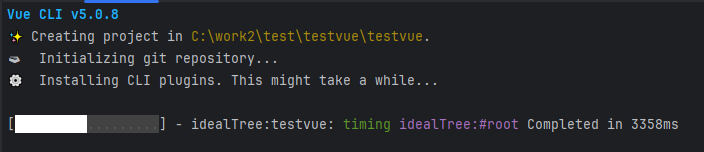 Vue CLI v5.0.8
✨ Creating project in C:\work2\test\testvue\testvue.
🗃 Initializing git repository...
⚙ Installing CLI plugins. This might take a while...
[.........] - idealTree:testvue: timing idealTree:#root Completed in 3358ms